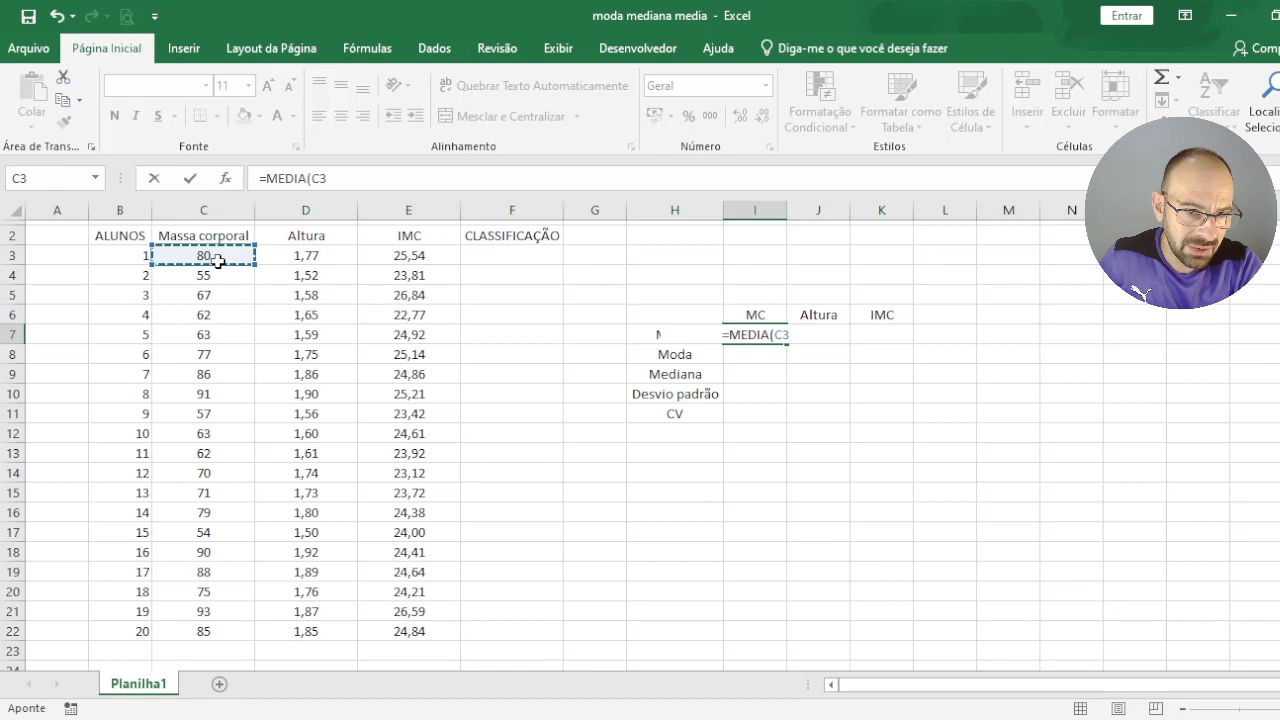 moda mediana media - Excel
Entrar
Arquivo Página Inicial Inserir Layout da Página Fórmulas Dados Revisão Exibir Desenvolvedor Ajuda Diga-me o que você deseja fazer
11 Quebrar Texto Automaticamente Geral
Colar N I S Mesclar e Centralizar % 000 Formatação Condicional Formatar como Tabela Estilos de Célula Inserir Excluir Formatar Classificar
Área de Trans... Fonte Alinhamento Número Estilos Células
C3 fx =MEDIA(C3
A B C D E F G H I J K L M N
2 ALUNOS Massa corporal Altura IMC CLASSIFICAÇÃO
3 1 80 1,77 25,54
4 2 55 1,52 23,81
5 3 67 1,58 26,84
6 4 62 1,65 22,77 MC Altura IMC
7 5 63 1,59 24,92 =MEDIA(C3
8 6 77 1,75 25,14 Moda
9 7 86 1,86 24,86 Mediana
10 8 91 1,90 25,21 Desvio padrão
11 9 57 1,56 23,42 CV
12 10 63 1,60 24,61
13 11 62 1,61 23,92
14 12 70 1,74 23,12
15 13 71 1,73 23,72
16 14 79 1,80 24,38
17 15 54 1,50 24,00
18 16 90 1,92 24,41
19 17 88 1,89 24,64
20 18 75 1,76 24,21
21 19 93 1,87 26,59
22 20 85 1,85 24,84
23
Planilha1
Aponte